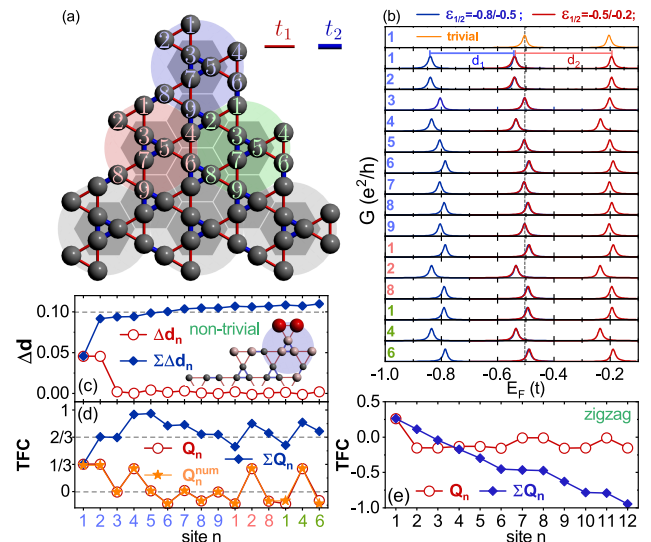 (a)
t₁ t₂
1
2 4
3 5
7 6
9
8
1 1
2 4
3 3
7 5 2 5
6 7 6
8 8
9 9
(b)
ε₁/₂=-0.8/-0.5 ; ε₁/₂=-0.5/-0.2 ;
1 trivial
1 d₁ d₂
2
3
4
5
6
7
8
9
1
2
8
1
4
6
G (e²/h)
-1.0 -0.8 -0.6 -0.4 -0.2
E_F (t)
Δd
0.10
0.05
0.00
Δdₙ non-trivial
ΣΔdₙ
(c)
TFC
1
2/3
1/3
0
(d)
Qₙ ΣQₙ
Qₙⁿᵘᵐ
1 2 3 4 5 6 7 8 9 1 2 8 1 4 6
site n
TFC
0.5
0.0
-0.5
-1.0
zigzag
Qₙ ΣQₙ (e)
1 2 3 4 5 6 7 8 9 10 11 12
site n